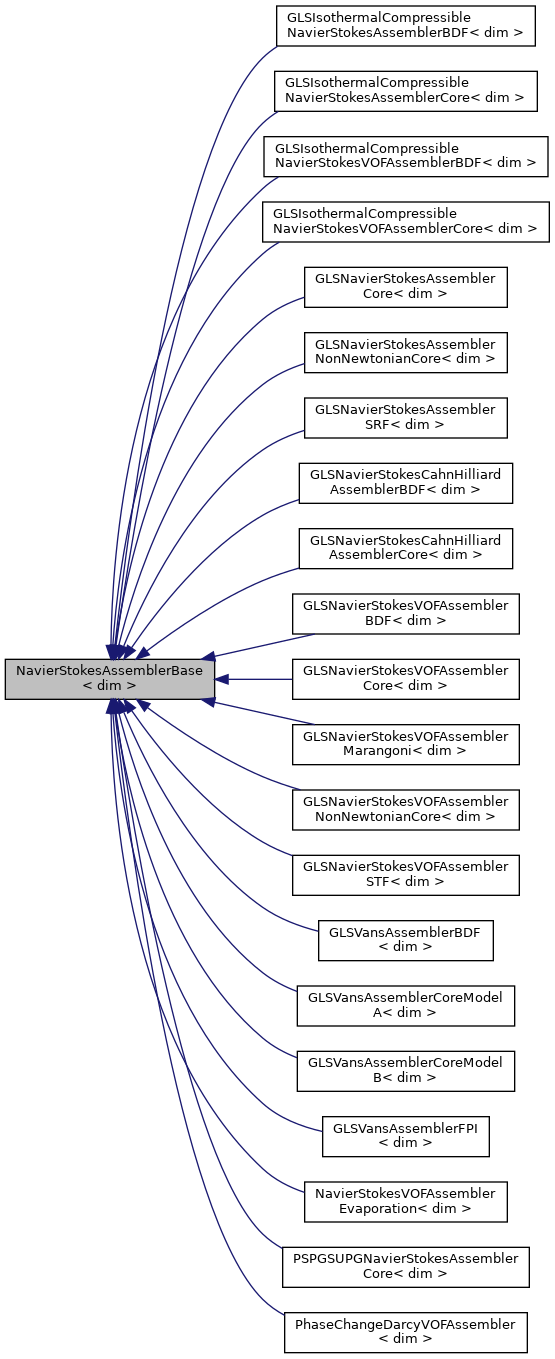 GLSIsothermalCompressible
NavierStokesAssemblerBDF< dim >
GLSIsothermalCompressible
NavierStokesAssemblerCore< dim >
GLSIsothermalCompressible
NavierStokesVOFAssemblerBDF< dim >
GLSIsothermalCompressible
NavierStokesVOFAssemblerCore< dim >
GLSNavierStokesAssembler
Core< dim >
GLSNavierStokesAssembler
NonNewtonianCore< dim >
GLSNavierStokesAssembler
SRF< dim >
GLSNavierStokesCahnHilliard
AssemblerBDF< dim >
GLSNavierStokesCahnHilliard
AssemblerCore< dim >
GLSNavierStokesVOFAssembler
BDF< dim >
NavierStokesAssemblerBase
< dim >
GLSNavierStokesVOFAssembler
Core< dim >
GLSNavierStokesVOFAssembler
Marangoni< dim >
GLSNavierStokesVOFAssembler
NonNewtonianCore< dim >
GLSNavierStokesVOFAssembler
STF< dim >
GLSVansAssemblerBDF
< dim >
GLSVansAssemblerCoreModel
A< dim >
GLSVansAssemblerCoreModel
B< dim >
GLSVansAssemblerFPI
< dim >
NavierStokesVOFAssembler
Evaporation< dim >
PSPGSUPGNavierStokesAssembler
Core< dim >
PhaseChangeDarcyVOFAssembler
< dim >